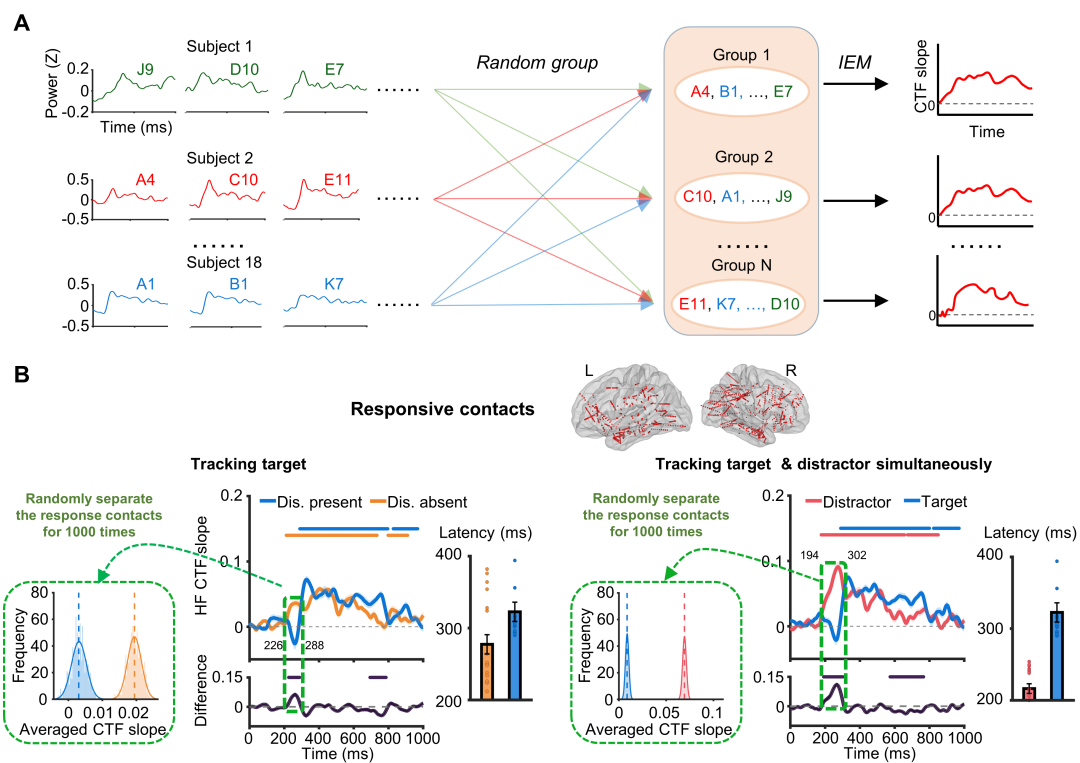 A
Subject 1
Power (Z)
0.2
0
-0.2
J9
D10
E7
......
Time (ms)
Subject 2
0.5
0
-0.5
A4
C10
E11
......
......
Subject 18
0.5
0
-0.5
A1
B1
K7
......
Random group
Group 1
A4, B1, ..., E7
Group 2
C10, A1, ..., J9
......
Group N
E11, K7, ..., D10
IEM
CTF slope
0
Time
0
......
0
B
L
R
Responsive contacts
Tracking target
Randomly separate
the response contacts
for 1000 times
Frequency
80
60
40
20
0
0
0.01
0.02
Averaged CTF slope
HF CTF slope
0.2
0.1
0
Dis. present
Dis. absent
226
288
Difference
0.15
0
0
200
400
600
800
1000
Time (ms)
Latency (ms)
400
300
200
Tracking target & distractor simultaneously
Randomly separate
the response contacts
for 1000 times
Frequency
80
60
40
20
0
0
0.05
0.1
Averaged CTF slope
HF CTF slope
0.2
0.1
0
Distractor
Target
194
302
Difference
0.15
0
0
200
400
600
800
1000
Time (ms)
Latency (ms)
400
300
200